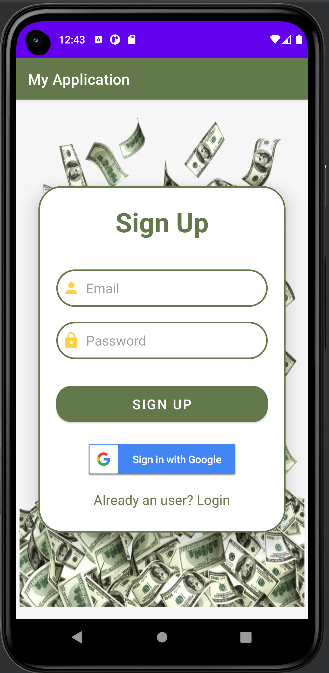 12:43
My Application
Sign Up
Email
Password
SIGN UP
G Sign in with Google
Already an user? Login